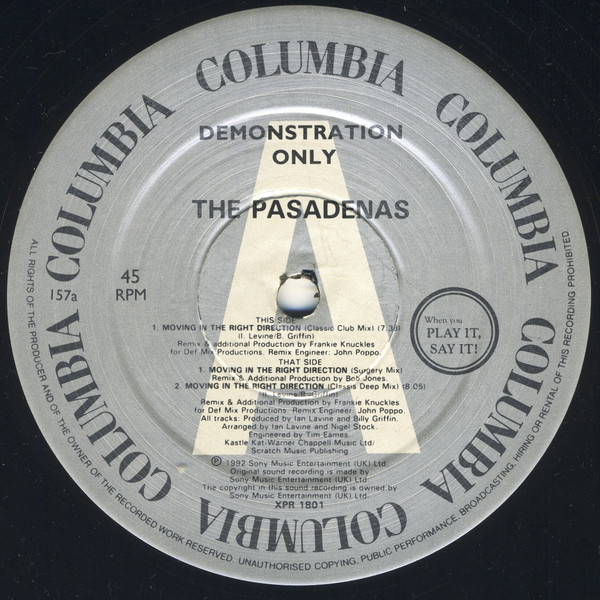 COLUMBIA
COLUMBIA
COLUMBIA
COLUMBIA
COLUMBIA
COLUMBIA
COLUMBIA
DEMONSTRATION
ONLY
A
THE PASADENAS
157a
45
RPM
When you
PLAY IT,
SAY IT!
THIS SIDE
1. MOVING IN THE RIGHT DIRECTION (Classic Club Mix) (7:39)
(I. Levine/B. Griffin)
Remix & additional Production by Frankie Knuckles
for Def Mix Productions. Remix Engineer: John Poppo.
THAT SIDE
1. MOVING IN THE RIGHT DIRECTION (Surgery Mix)
Remix & Additional Production by Bob Jones.
2. MOVING IN THE RIGHT DIRECTION (Classis Deep Mix) (8.05)
(I. Levine/B. Griffin)
Remix & Additional Production by Frankie Knuckles
for Def Mix Productions. Remix Engineer: John Poppo.
All tracks: Produced by Ian Levine and Billy Griffin.
Arranged by Ian Levine and Nigel Stock.
Engineered by Tim Eames.
Kastle Kat-Warner Chappell Music Ltd/
Scratch Music Publishing.
℗ 1992 Sony Music Entertainment (UK) Ltd.
Original sound recording is made by
Sony Music Entertainment (UK) Ltd.
The copyright in this sound recording is owned by
Sony Music Entertainment (UK) Ltd.
XPR 1801
ALL RIGHTS OF THE PRODUCER AND OF THE OWNER OF THE RECORDED WORK RESERVED. UNAUTHORISED COPYING, PUBLIC PERFORMANCE, BROADCASTING, HIRING OR RENTAL OF THIS RECORDING PROHIBITED